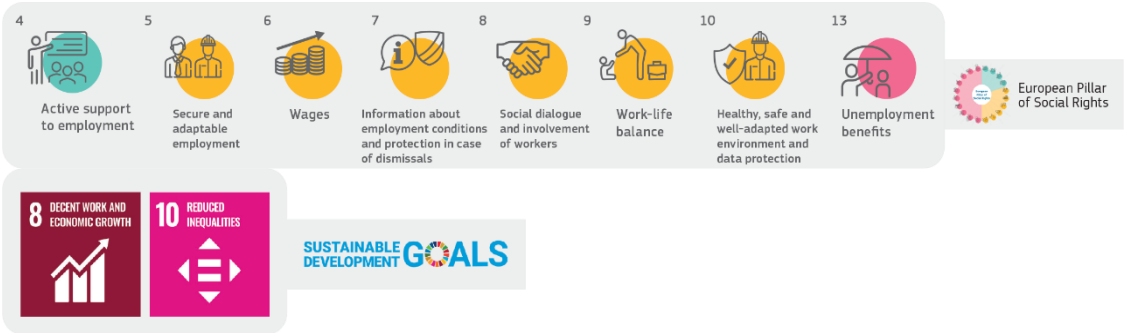 4
Active support
to employment
5
Secure and
adaptable
employment
6
Wages
7
Information about
employment conditions
and protection in case
of dismissals
8
Social dialogue
and involvement
of workers
9
Work-life
balance
10
Healthy, safe and
well-adapted work
environment and
data protection
13
Unemployment
benefits
European Pillar
of Social Rights
8 DECENT WORK AND
ECONOMIC GROWTH
10 REDUCED
INEQUALITIES
SUSTAINABLE
DEVELOPMENT
GOALS